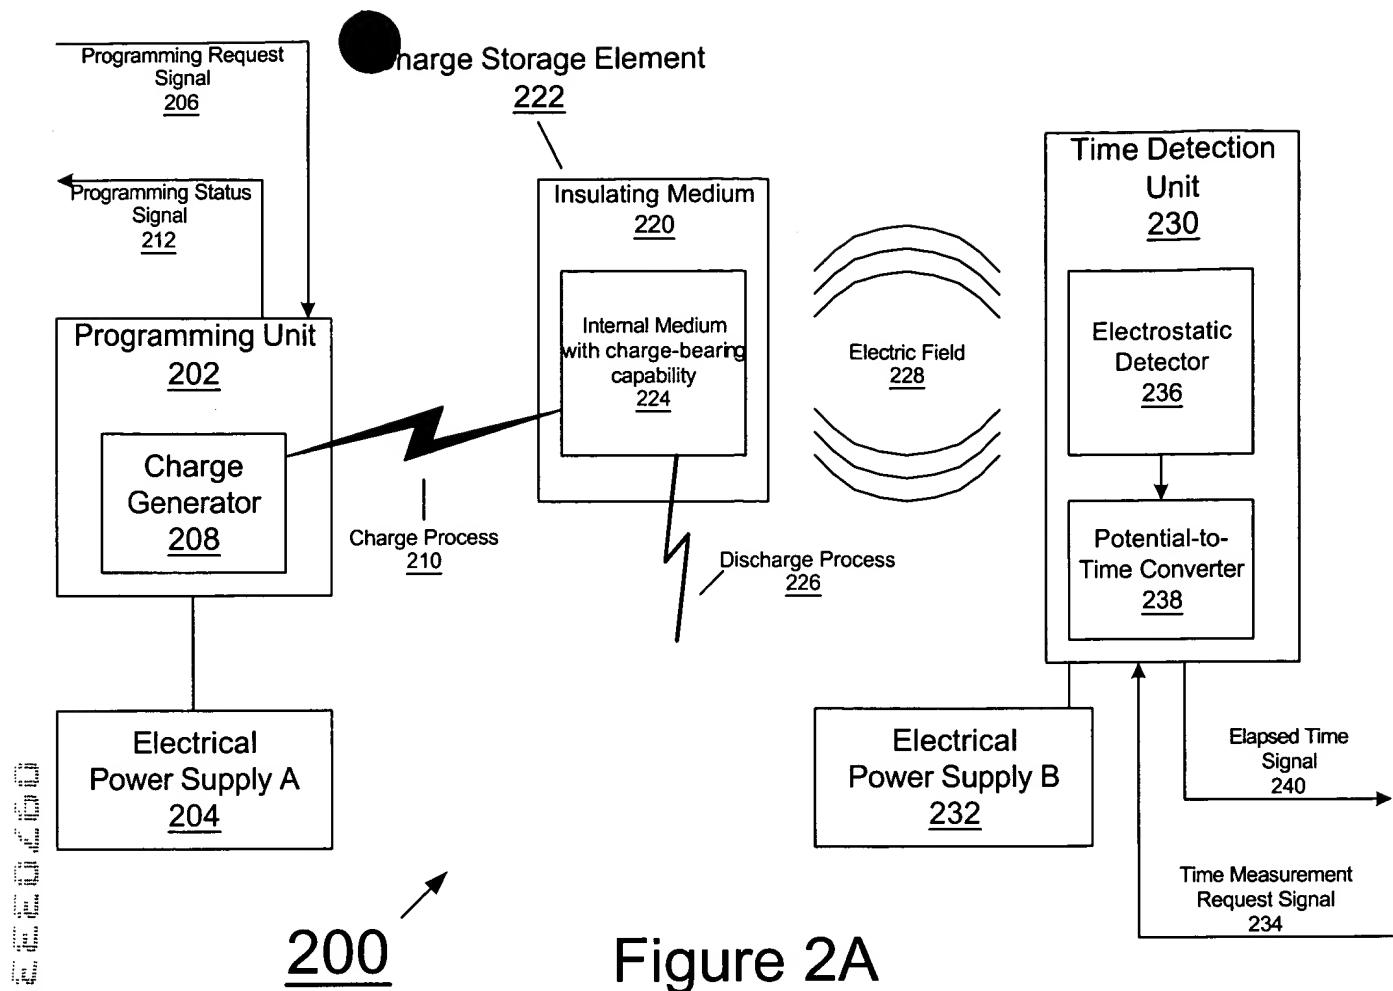 Programming Request
Signal
206
harge Storage Element
222
Programming Status
Signal
212
Insulating Medium
220
Time Detection
Unit
230
Programming Unit
202
Internal Medium
with charge-bearing
capability
224
Electric Field
228
Electrostatic
Detector
236
Charge
Generator
208
Charge Process
210
Discharge Process
226
Potential-to-
Time Converter
238
Electrical
Power Supply A
204
Electrical
Power Supply B
232
Elapsed Time
Signal
240
Time Measurement
Request Signal
234
200
Figure 2A